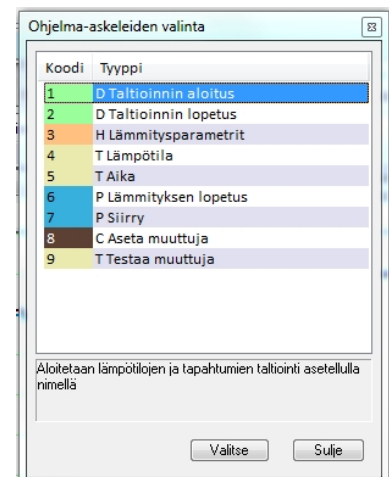 Ohjelma-askeleiden valinta
Koodi Tyyppi
1 D Taltioinnin aloitus
2 D Taltioinnin lopetus
3 H Lämmitysparametrit
4 T Lämpötila
5 T Aika
6 P Lämmityksen lopetus
7 P Siirry
8 C Aseta muuttuja
9 T Testaa muuttuja
Aloitetaan lämpötilojen ja tapahtumien taltiointi asetellulla
nimellä
Valitse Sulje